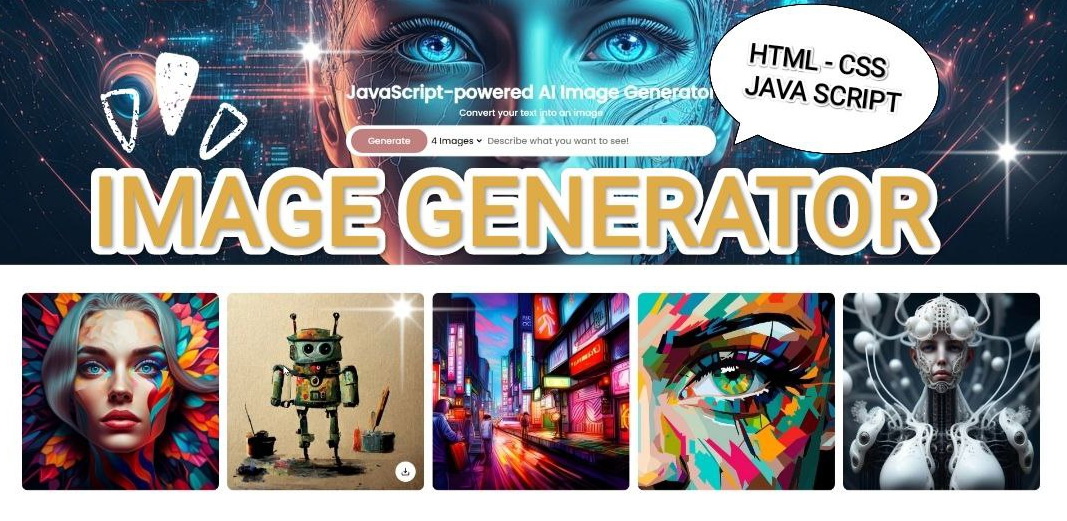 HTML - CSS
JAVA SCRIPT
JavaScript-powered AI Image Generator
Convert your text into an image
Generate 4 Images Describe what you want to see!
IMAGE GENERATOR